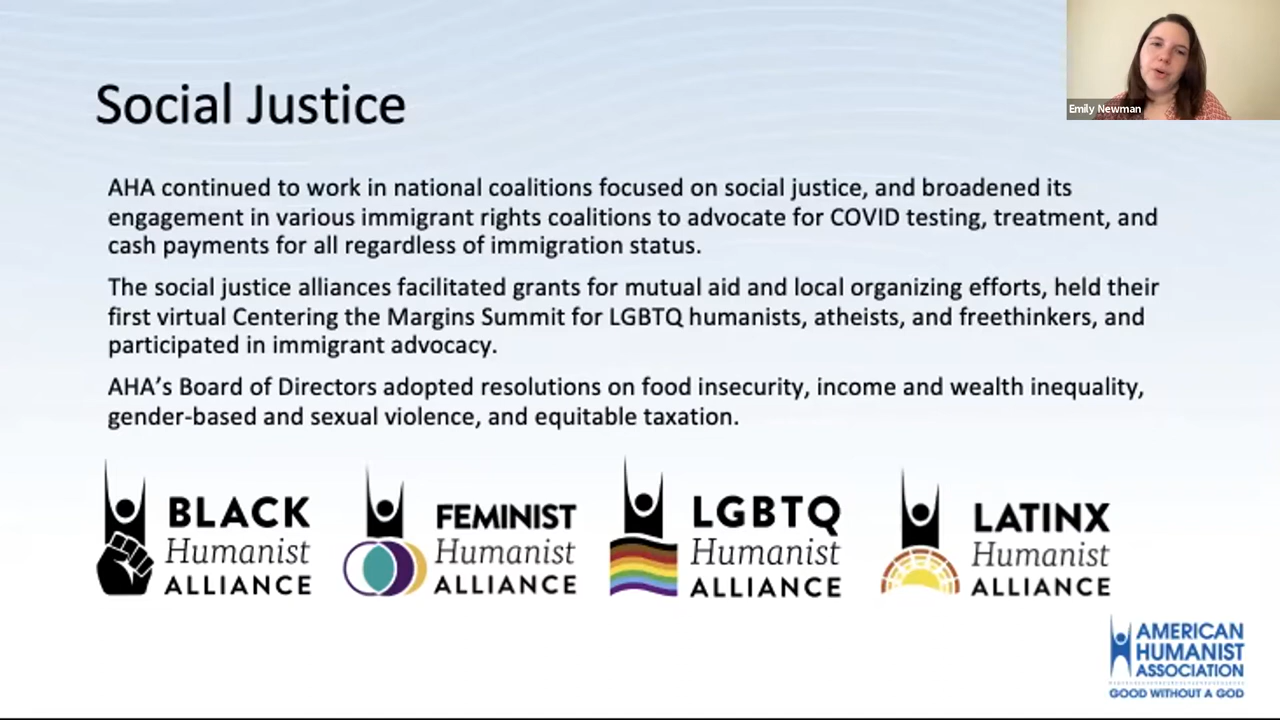 Emily Newman
Social Justice
AHA continued to work in national coalitions focused on social justice, and broadened its
engagement in various immigrant rights coalitions to advocate for COVID testing, treatment, and
cash payments for all regardless of immigration status.
The social justice alliances facilitated grants for mutual aid and local organizing efforts, held their
first virtual Centering the Margins Summit for LGBTQ humanists, atheists, and freethinkers, and
participated in immigrant advocacy.
AHA’s Board of Directors adopted resolutions on food insecurity, income and wealth inequality,
gender-based and sexual violence, and equitable taxation.
BLACK
Humanist
ALLIANCE
FEMINIST
Humanist
ALLIANCE
LGBTQ
Humanist
ALLIANCE
LATINX
Humanist
ALLIANCE
AMERICAN
HUMANIST
ASSOCIATION
GOOD WITHOUT A GOD